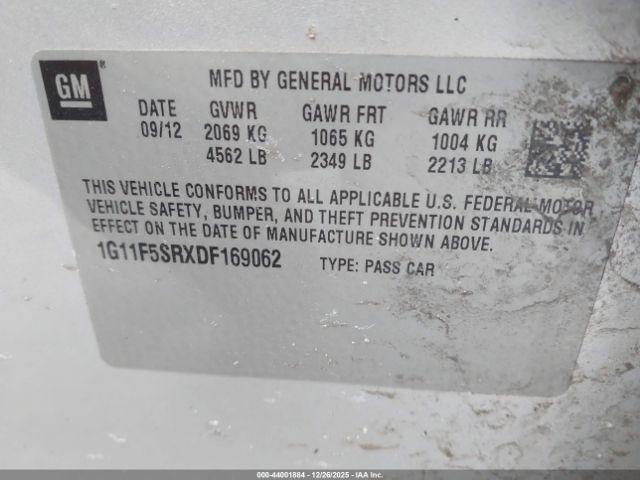 GM ®
MFD BY GENERAL MOTORS LLC
DATE GVWR GAWR FRT GAWR RR
09/12 2069 KG 1065 KG 1004 KG
4562 LB 2349 LB 2213 LB
THIS VEHICLE CONFORMS TO ALL APPLICABLE U.S. FEDERAL MOTOR
VEHICLE SAFETY, BUMPER, AND THEFT PREVENTION STANDARDS IN
EFFECT ON THE DATE OF MANUFACTURE SHOWN ABOVE.
1G11F5SRXDF169062 TYPE: PASS CAR
000-44001884 | 12/26/2025 - IAA Inc.